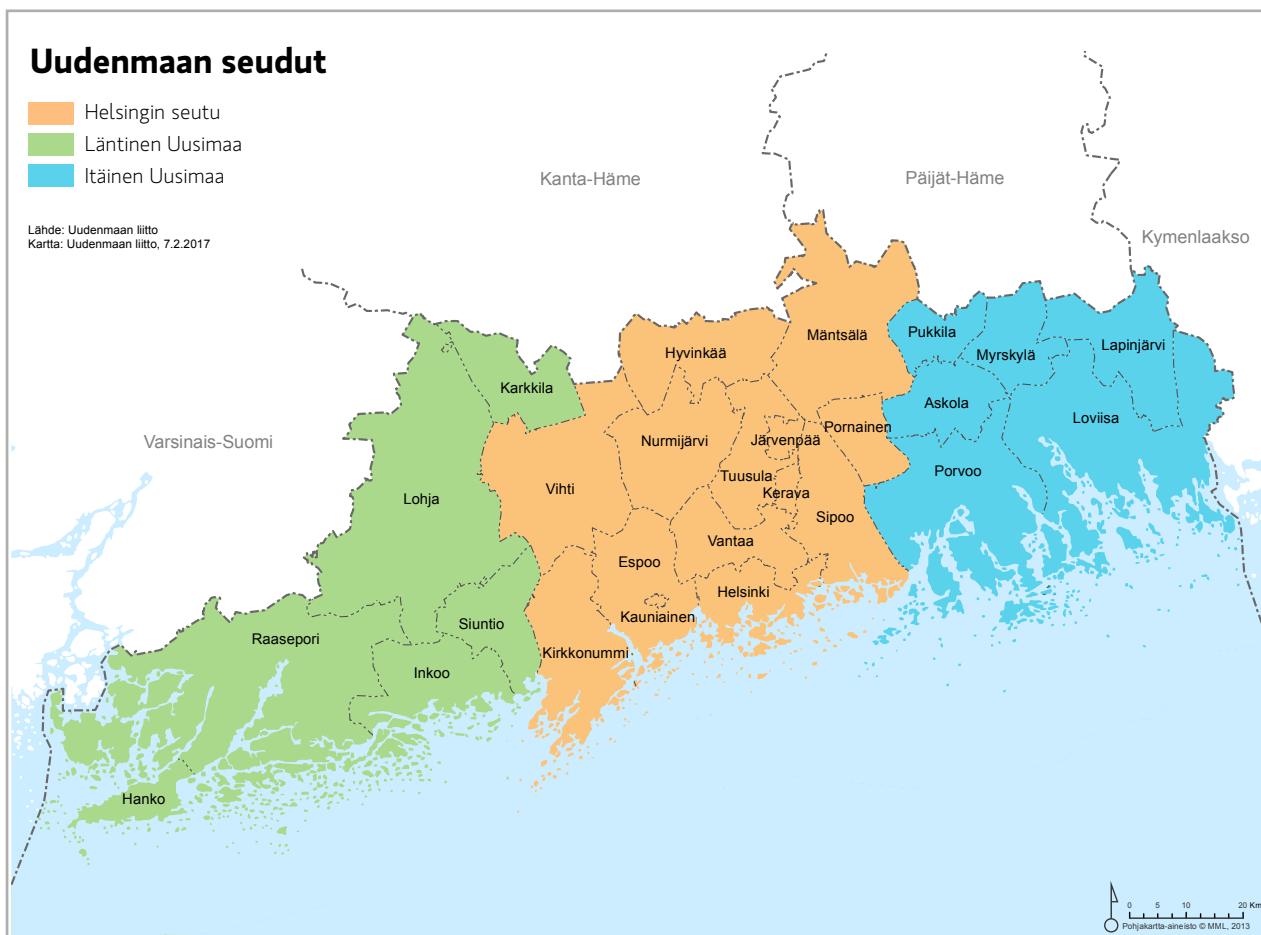 Uudenmaan seudut
Helsingin seutu
Läntinen Uusimaa
Itäinen Uusimaa
Lähde: Uudenmaan liitto
Kartta: Uudenmaan liitto, 7.2.2017
Kanta-Häme
Päijät-Häme
Kymenlaakso
Varsinais-Suomi
Mäntsälä
Pukkila
Myrskylä
Lapinjärvi
Hyvinkää
Karkkila
Askola
Loviisa
Pornainen
Nurmijärvi
Järvenpää
Porvoo
Tuusula
Kerava
Vihti
Lohja
Sipoo
Vantaa
Espoo
Helsinki
Kauniainen
Siuntio
Raasepori
Kirkkonummi
Inkoo
Hanko
0 5 10 20 Km
Pohjakartta-aineisto © MML, 2013